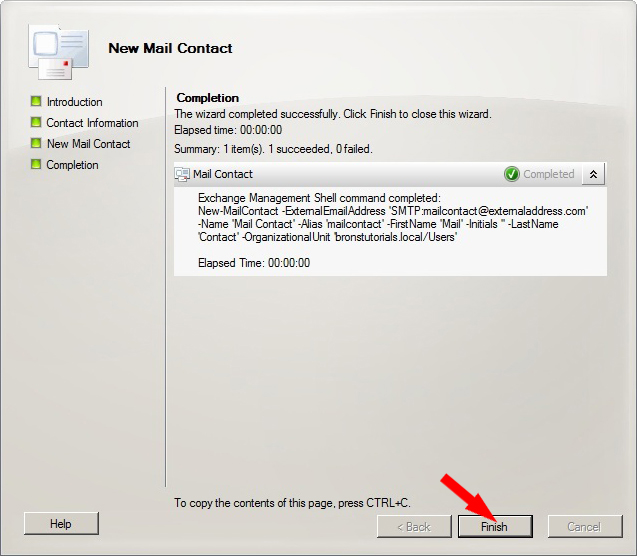 New Mail Contact
Introduction
Contact Information
New Mail Contact
Completion
Completion
The wizard completed successfully. Click Finish to close this wizard.
Elapsed time: 00:00:00
Summary: 1 item(s). 1 succeeded, 0 failed.
Mail Contact
Completed
Exchange Management Shell command completed:
New-MailContact -ExternalEmailAddress 'SMTP:mailcontact@externaladdress.com'
-Name 'Mail Contact' -Alias 'mailcontact' -FirstName 'Mail' -Initials '' -LastName
'Contact' -OrganizationalUnit 'bronstutorials.local/Users'
Elapsed Time: 00:00:00
To copy the contents of this page, press CTRL+C.
Help
< Back
Finish
Cancel